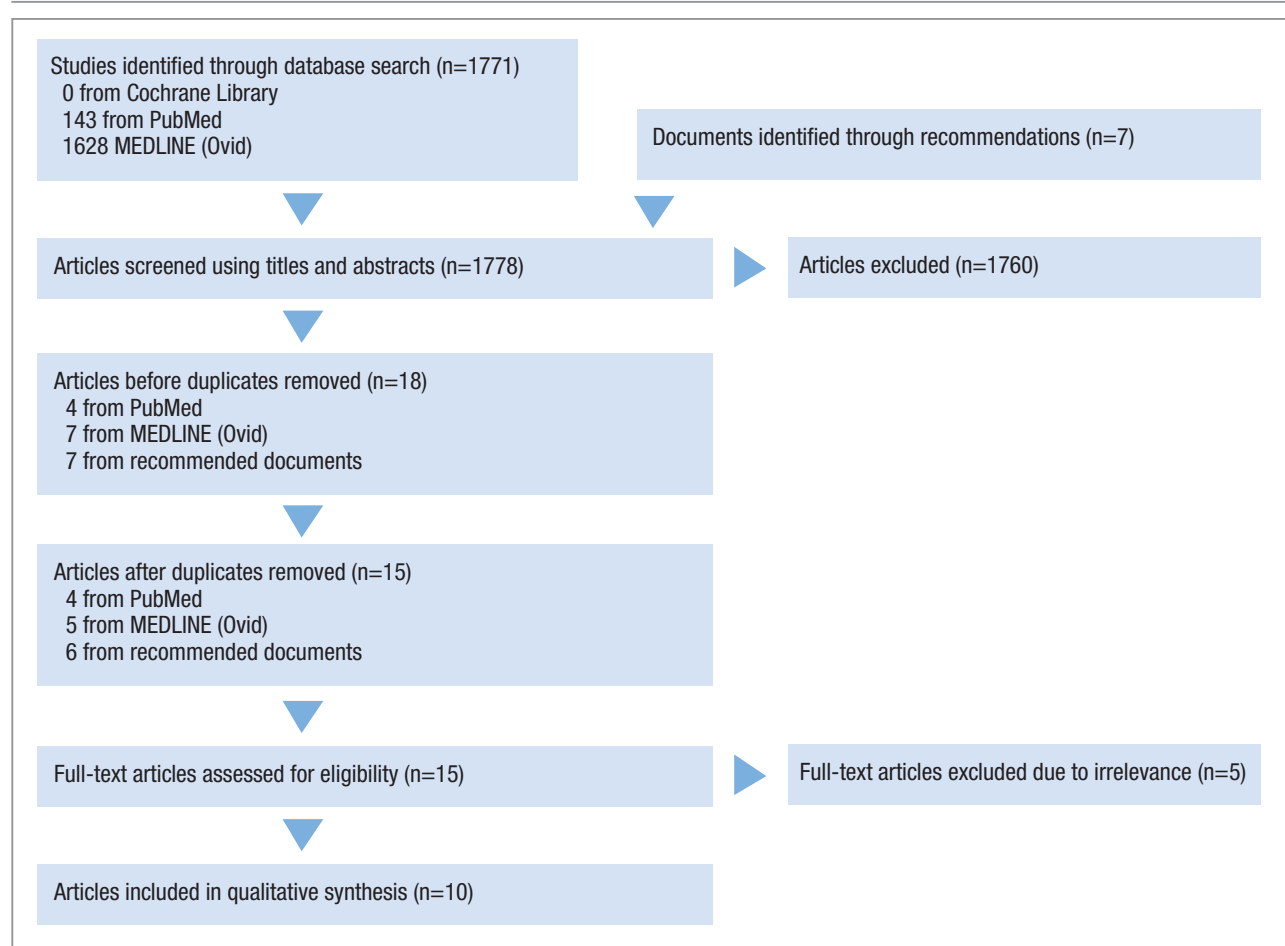 Studies identified through database search (n=1771)
0 from Cochrane Library
143 from PubMed
1628 MEDLINE (Ovid)
Documents identified through recommendations (n=7)
Articles screened using titles and abstracts (n=1778)
Articles excluded (n=1760)
Articles before duplicates removed (n=18)
4 from PubMed
7 from MEDLINE (Ovid)
7 from recommended documents
Articles after duplicates removed (n=15)
4 from PubMed
5 from MEDLINE (Ovid)
6 from recommended documents
Full-text articles assessed for eligibility (n=15)
Full-text articles excluded due to irrelevance (n=5)
Articles included in qualitative synthesis (n=10)